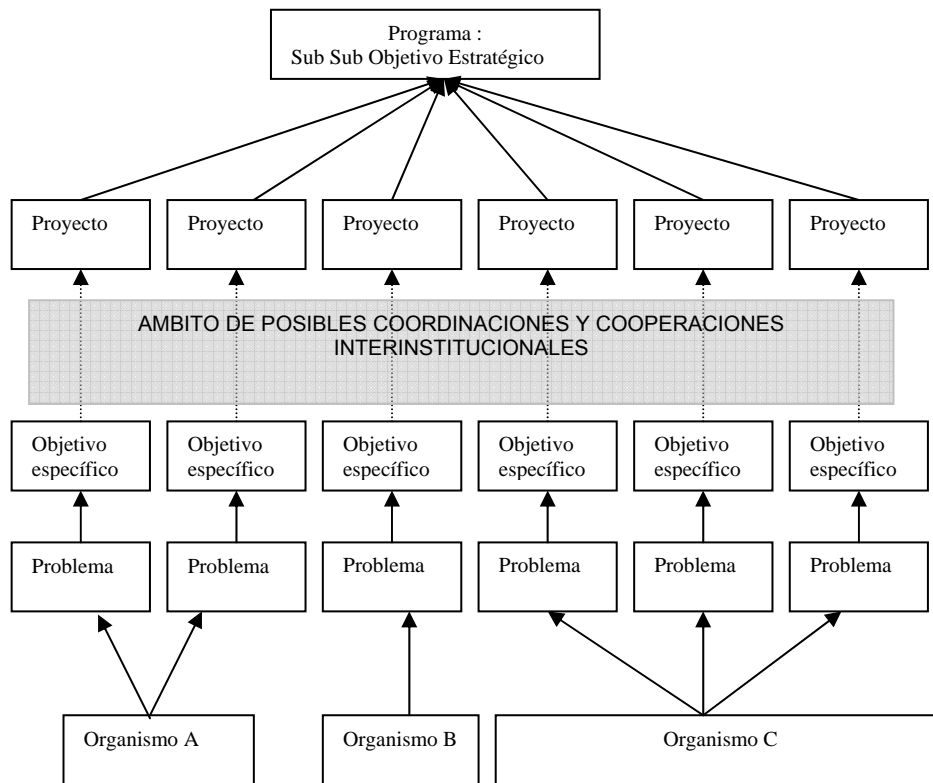 Programa :
Sub Sub Objetivo Estratégico
Proyecto
Proyecto
Proyecto
Proyecto
Proyecto
Proyecto
AMBITO DE POSIBLES COORDINACIONES Y COOPERACIONES
INTERINSTITUCIONALES
Objetivo
específico
Objetivo
específico
Objetivo
específico
Objetivo
específico
Objetivo
específico
Objetivo
específico
Problema
Problema
Problema
Problema
Problema
Problema
Organismo A
Organismo B
Organismo C